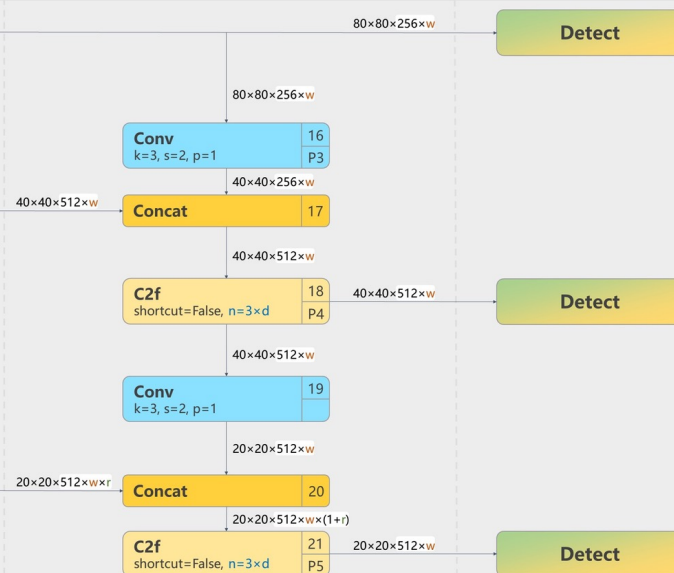 80×80×256×w
Detect
80×80×256×w
Conv
k=3, s=2, p=1
16
P3
40×40×256×w
40×40×512×w
Concat
17
40×40×512×w
C2f
shortcut=False, n=3×d
18
P4
40×40×512×w
Detect
40×40×512×w
Conv
k=3, s=2, p=1
19
20×20×512×w
20×20×512×w×r
Concat
20
20×20×512×w×(1+r)
C2f
shortcut=False, n=3×d
21
P5
20×20×512×w
Detect